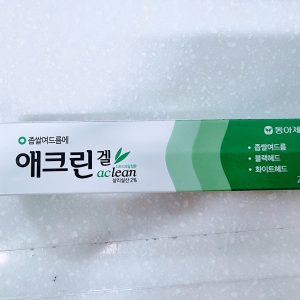 좁쌀여드름에
애크린 겔
aclean
살리실산 2%
동아제
• 좁쌀여드름
• 블랙헤드
• 화이트헤드
2